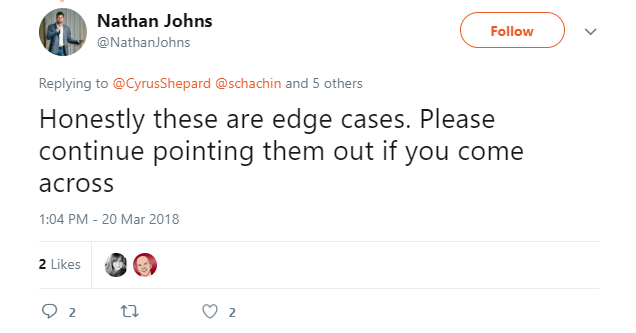 Nathan Johns
@NathanJohns
Follow
Replying to @CyrusShepard @schachin and 5 others
Honestly these are edge cases. Please
continue pointing them out if you come
across
1:04 PM - 20 Mar 2018
2 Likes
2
2